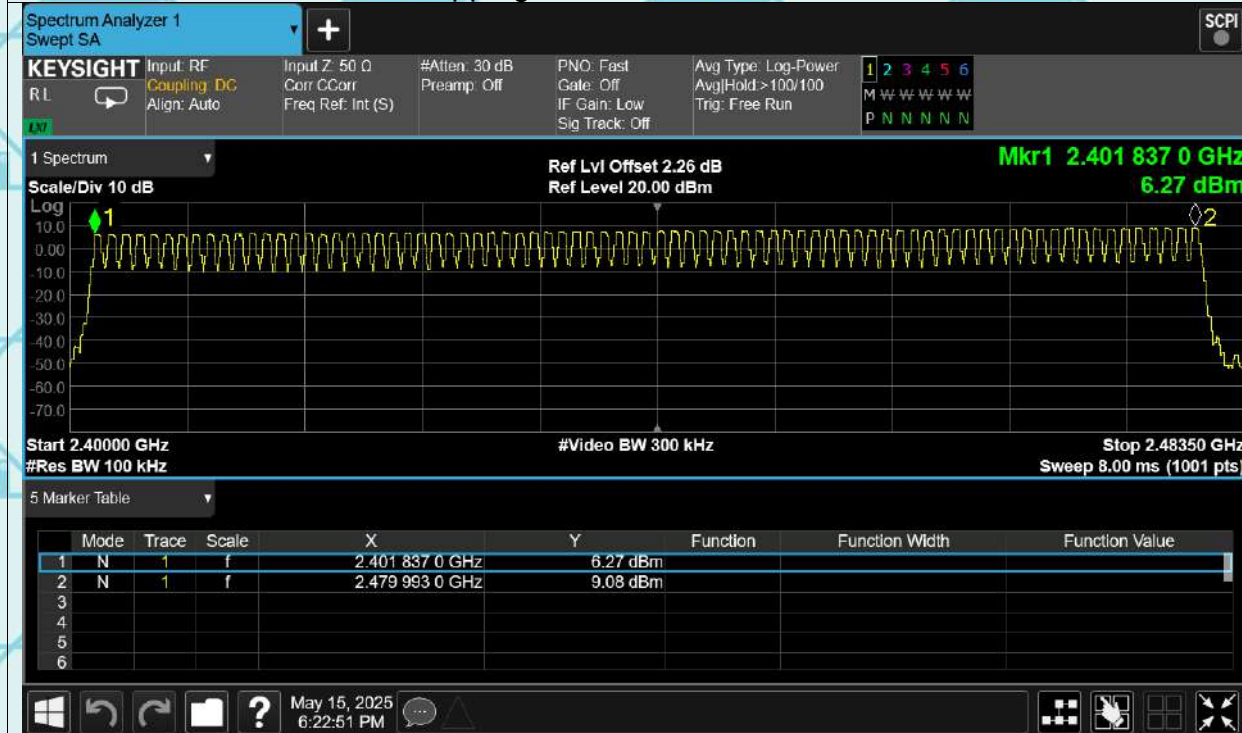 Spectrum Analyzer 1
Swept SA
+
SCPI
KEYSIGHT Input: RF Input Z: 50 Ω #Atten: 30 dB PNO: Fast Avg Type: Log-Power 1 2 3 4 5 6
RL Coupling: DC Corr CCorr Preamp: Off Gate: Off Avg|Hold:>100/100 M W W W W W
Align: Auto Freq Ref: Int (S) IF Gain: Low Trig: Free Run P N N N N N
LXI Sig Track: Off
1 Spectrum Ref Lvl Offset 2.26 dB Mkr1 2.401 837 0 GHz
Scale/Div 10 dB Ref Level 20.00 dBm 6.27 dBm
Log
1 2
10.0
0.00
-10.0
-20.0
-30.0
-40.0
-50.0
-60.0
-70.0
Start 2.40000 GHz #Video BW 300 kHz Stop 2.48350 GHz
#Res BW 100 kHz Sweep 8.00 ms (1001 pts)
5 Marker Table
Mode Trace Scale X Y Function Function Width Function Value
1 N 1 f 2.401 837 0 GHz 6.27 dBm
2 N 1 f 2.479 993 0 GHz 9.08 dBm
3
4
5
6
? May 15, 2025
6:22:51 PM